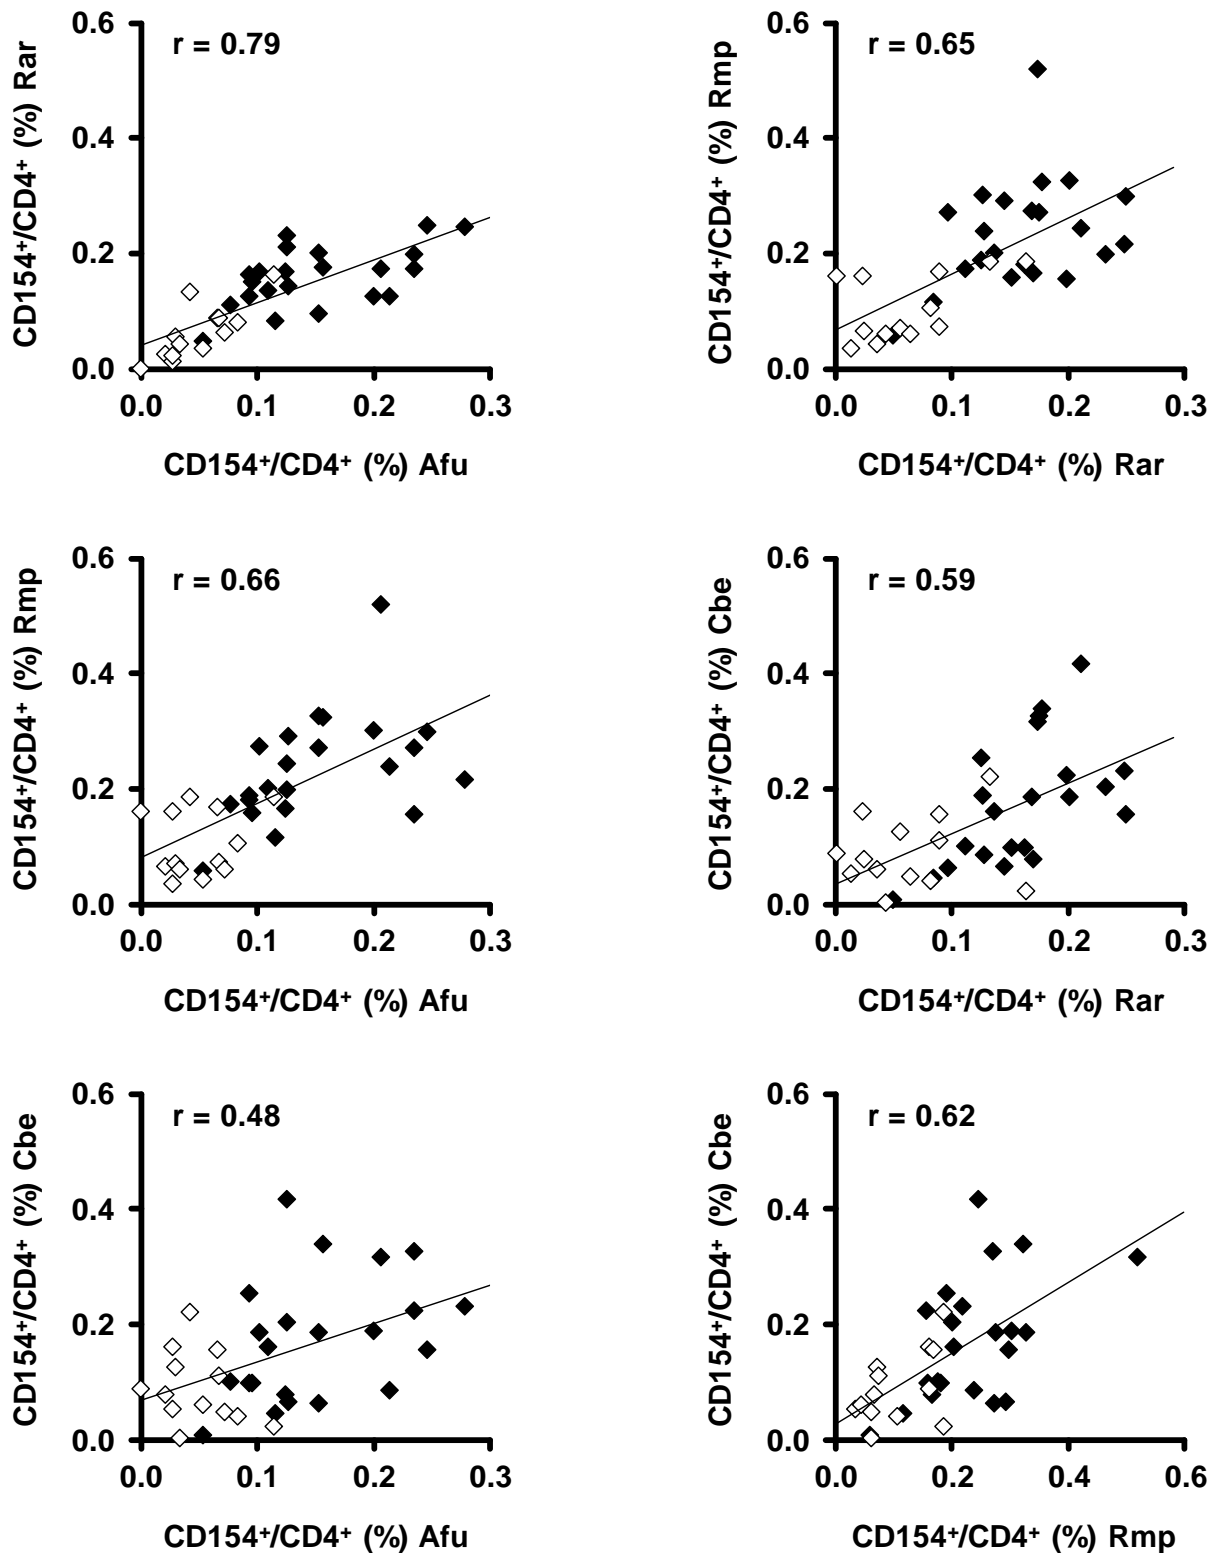 CD154⁺/CD4⁺ (%) Rar
r = 0.79
0.6
0.4
0.2
0.0
0.0 0.1 0.2 0.3
CD154⁺/CD4⁺ (%) Afu
CD154⁺/CD4⁺ (%) Rmp
r = 0.65
0.6
0.4
0.2
0.0
0.0 0.1 0.2 0.3
CD154⁺/CD4⁺ (%) Rar
CD154⁺/CD4⁺ (%) Rmp
r = 0.66
0.6
0.4
0.2
0.0
0.0 0.1 0.2 0.3
CD154⁺/CD4⁺ (%) Afu
CD154⁺/CD4⁺ (%) Cbe
r = 0.59
0.6
0.4
0.2
0.0
0.0 0.1 0.2 0.3
CD154⁺/CD4⁺ (%) Rar
CD154⁺/CD4⁺ (%) Cbe
r = 0.48
0.6
0.4
0.2
0.0
0.0 0.1 0.2 0.3
CD154⁺/CD4⁺ (%) Afu
CD154⁺/CD4⁺ (%) Cbe
r = 0.62
0.6
0.4
0.2
0.0
0.0 0.2 0.4 0.6
CD154⁺/CD4⁺ (%) Rmp